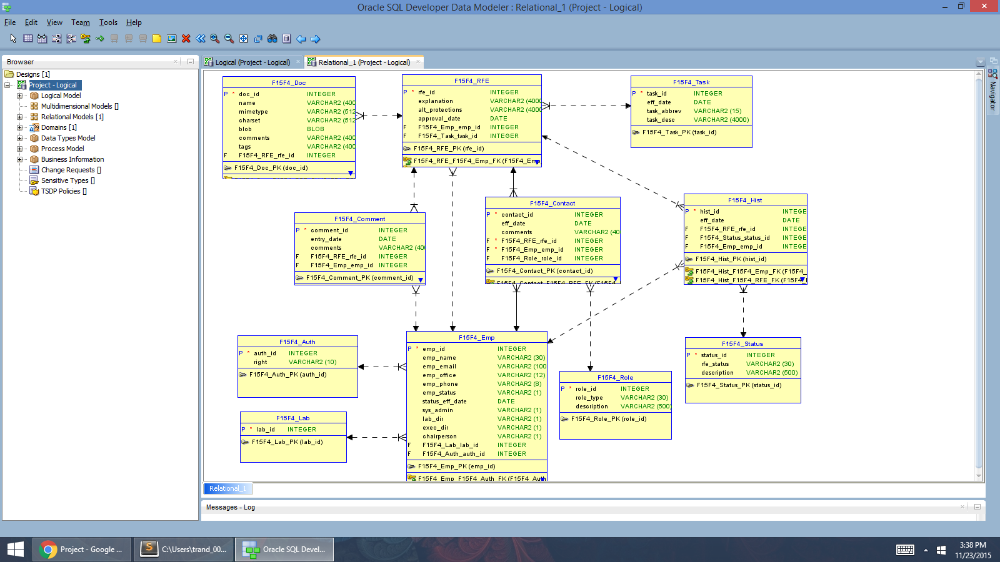 Oracle SQL Developer Data Modeler : Relational_1 (Project - Logical)
File Edit View Team Tools Help
Browser
Designs [1]
Project - Logical
Logical Model
Multidimensional Models []
Relational Models [1]
Domains [1]
Data Types Model
Process Model
Business Information
Change Requests []
Sensitive Types []
TSDP Policies []
Logical (Project - Logical)
Relational_1 (Project - Logical)
Navigator
F15F4_Doc
P * doc_id INTEGER
name VARCHAR2 (400
mimetype VARCHAR2 (512
charset VARCHAR2 (512
blob BLOB
comments VARCHAR2 (400
tags VARCHAR2 (400
F F15F4_RFE_rfe_id INTEGER
F15F4_Doc_PK (doc_id)
F15F4_RFE
P * rfe_id INTEGER
explanation VARCHAR2 (4000
alt_protections VARCHAR2 (4000
approval_date DATE
F F15F4_Emp_emp_id INTEGER
F F15F4_Task_task_id INTEGER
F15F4_RFE_PK (rfe_id)
F15F4_RFE_F15F4_Emp_FK (F15F4_Emp
F15F4_Task
P * task_id INTEGER
eff_date DATE
task_abbrev VARCHAR2 (15)
task_desc VARCHAR2 (4000)
F15F4_Task_PK (task_id)
F15F4_Comment
P * comment_id INTEGER
entry_date DATE
comments VARCHAR2 (400
F F15F4_RFE_rfe_id INTEGER
F F15F4_Emp_emp_id INTEGER
F15F4_Comment_PK (comment_id)
F15F4_Contact
P * contact_id INTEGER
eff_date DATE
comments VARCHAR2 (40
F * F15F4_RFE_rfe_id INTEGER
F * F15F4_Emp_emp_id INTEGER
F F15F4_Role_role_id INTEGER
F15F4_Contact_PK (contact_id)
F15F4_Contact_F15F4_RFE_FK (F15F4
F15F4_Hist
P * hist_id INTEGE
eff_date DATE
F F15F4_RFE_rfe_id INTEGE
F F15F4_Status_status_id INTEGE
F F15F4_Emp_emp_id INTEGE
F15F4_Hist_PK (hist_id)
F15F4_Hist_F15F4_Emp_FK (F15F4_
F15F4_Hist_F15F4_RFE_FK (F15F4_
F15F4_Auth
P * auth_id INTEGER
right VARCHAR2 (10)
F15F4_Auth_PK (auth_id)
F15F4_Lab
P * lab_id INTEGER
F15F4_Lab_PK (lab_id)
F15F4_Emp
P * emp_id INTEGER
emp_name VARCHAR2 (30)
emp_email VARCHAR2 (100
emp_office VARCHAR2 (12)
emp_phone VARCHAR2 (8)
emp_status VARCHAR2 (1)
status_eff_date DATE
sys_admin VARCHAR2 (1)
lab_dir VARCHAR2 (1)
exec_dir VARCHAR2 (1)
chairperson VARCHAR2 (1)
F F15F4_Lab_lab_id INTEGER
F F15F4_Auth_auth_id INTEGER
F15F4_Emp_PK (emp_id)
F15F4_Emp_F15F4_Auth_FK (F15F4_Auth
F15F4_Role
P * role_id INTEGER
role_type VARCHAR2 (30)
description VARCHAR2 (500)
F15F4_Role_PK (role_id)
F15F4_Status
P * status_id INTEGER
rfe_status VARCHAR2 (30)
description VARCHAR2 (500)
F15F4_Status_PK (status_id)
Relational_1
Messages - Log
Project - Google ...
C:\Users\trand_00...
Oracle SQL Devel...
3:38 PM
11/23/2015